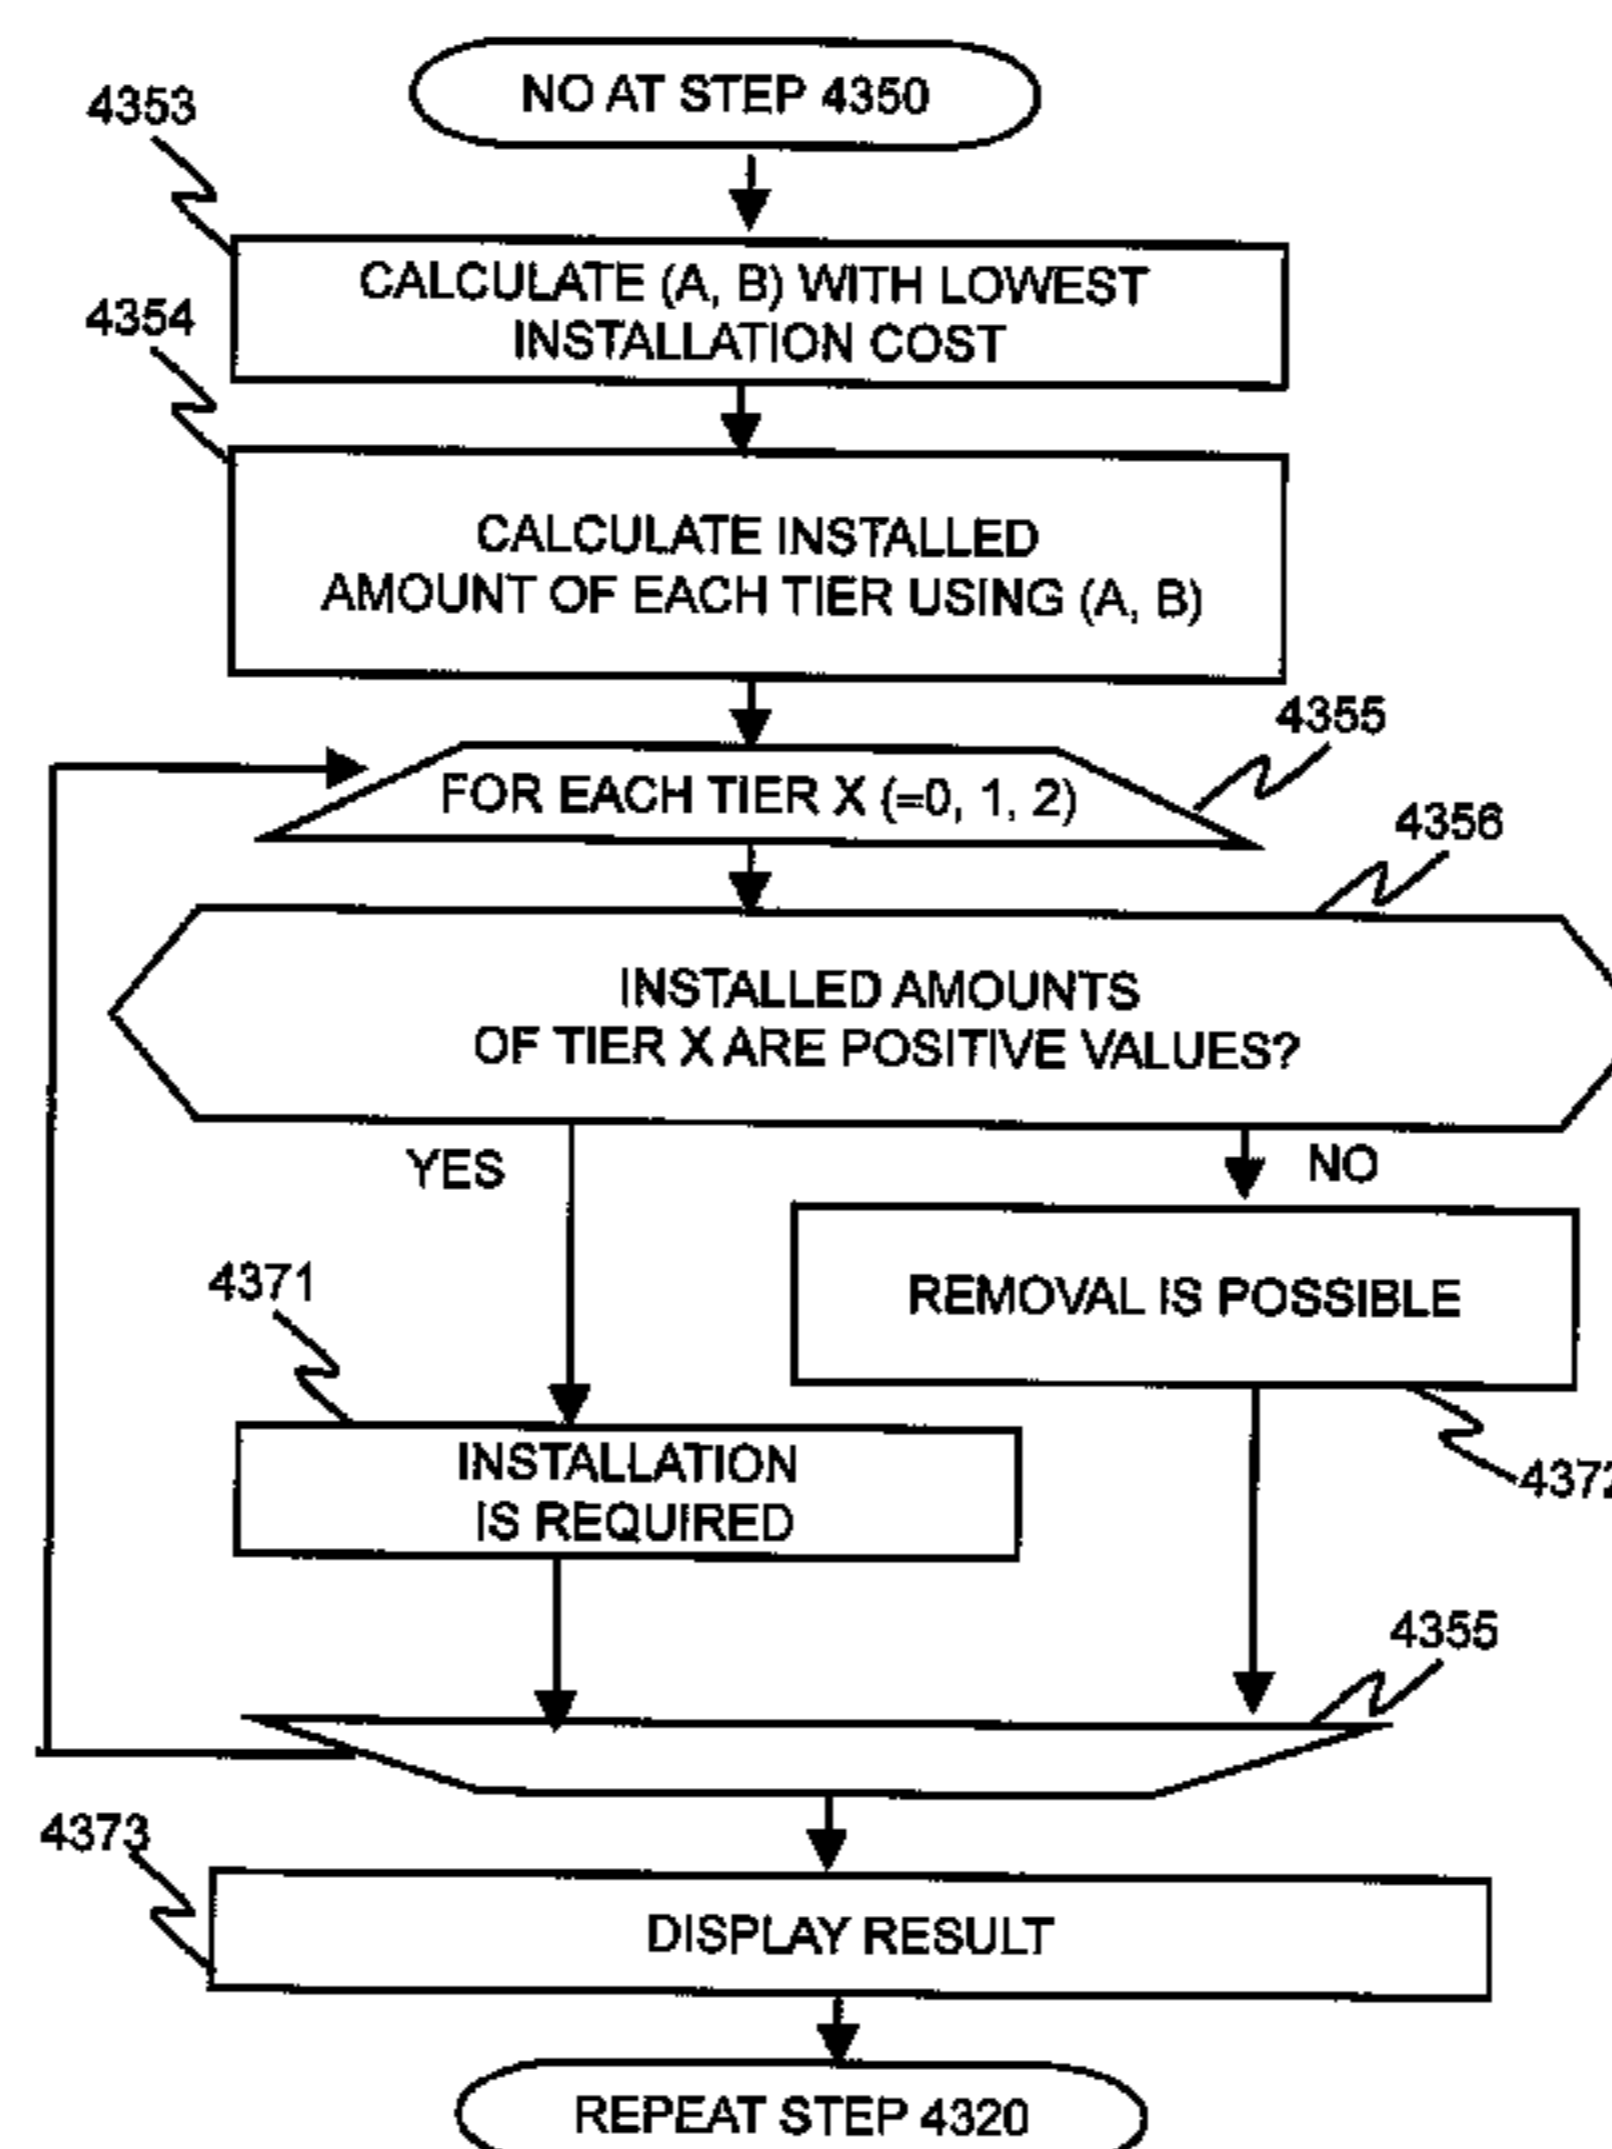 NO AT STEP 4350
4353
CALCULATE (A, B) WITH LOWEST
INSTALLATION COST
4354
CALCULATE INSTALLED
AMOUNT OF EACH TIER USING (A, B)
4355
FOR EACH TIER X (=0, 1, 2)
4356
INSTALLED AMOUNTS
OF TIER X ARE POSITIVE VALUES?
YES
NO
REMOVAL IS POSSIBLE
4371
4372
INSTALLATION
IS REQUIRED
4355
4373
DISPLAY RESULT
REPEAT STEP 4320